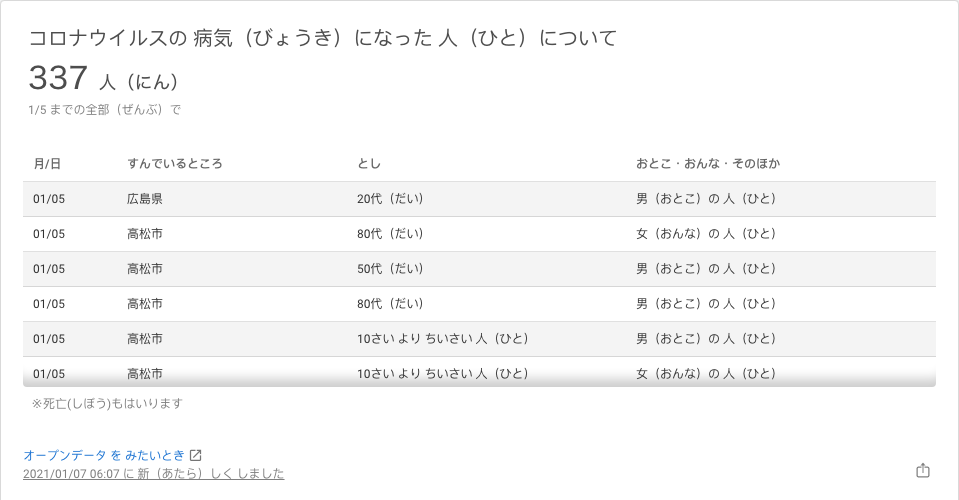 コロナウイルスの 病気（びょうき）になった 人（ひと）について
337 人（にん）
1/5 までの全部（ぜんぶ）で
月/日 すんでいるところ とし おとこ・おんな・そのほか
01/05 広島県 20代（だい） 男（おとこ）の 人（ひと）
01/05 高松市 80代（だい） 女（おんな）の 人（ひと）
01/05 高松市 50代（だい） 男（おとこ）の 人（ひと）
01/05 高松市 80代（だい） 男（おとこ）の 人（ひと）
01/05 高松市 10さい より ちいさい 人（ひと） 男（おとこ）の 人（ひと）
01/05 高松市 10さい より ちいさい 人（ひと） 女（おんな）の 人（ひと）
※死亡(しぼう)もはいります
オープンデータ を みたいとき
2021/01/07 06:07 に 新（あたら）しく しました